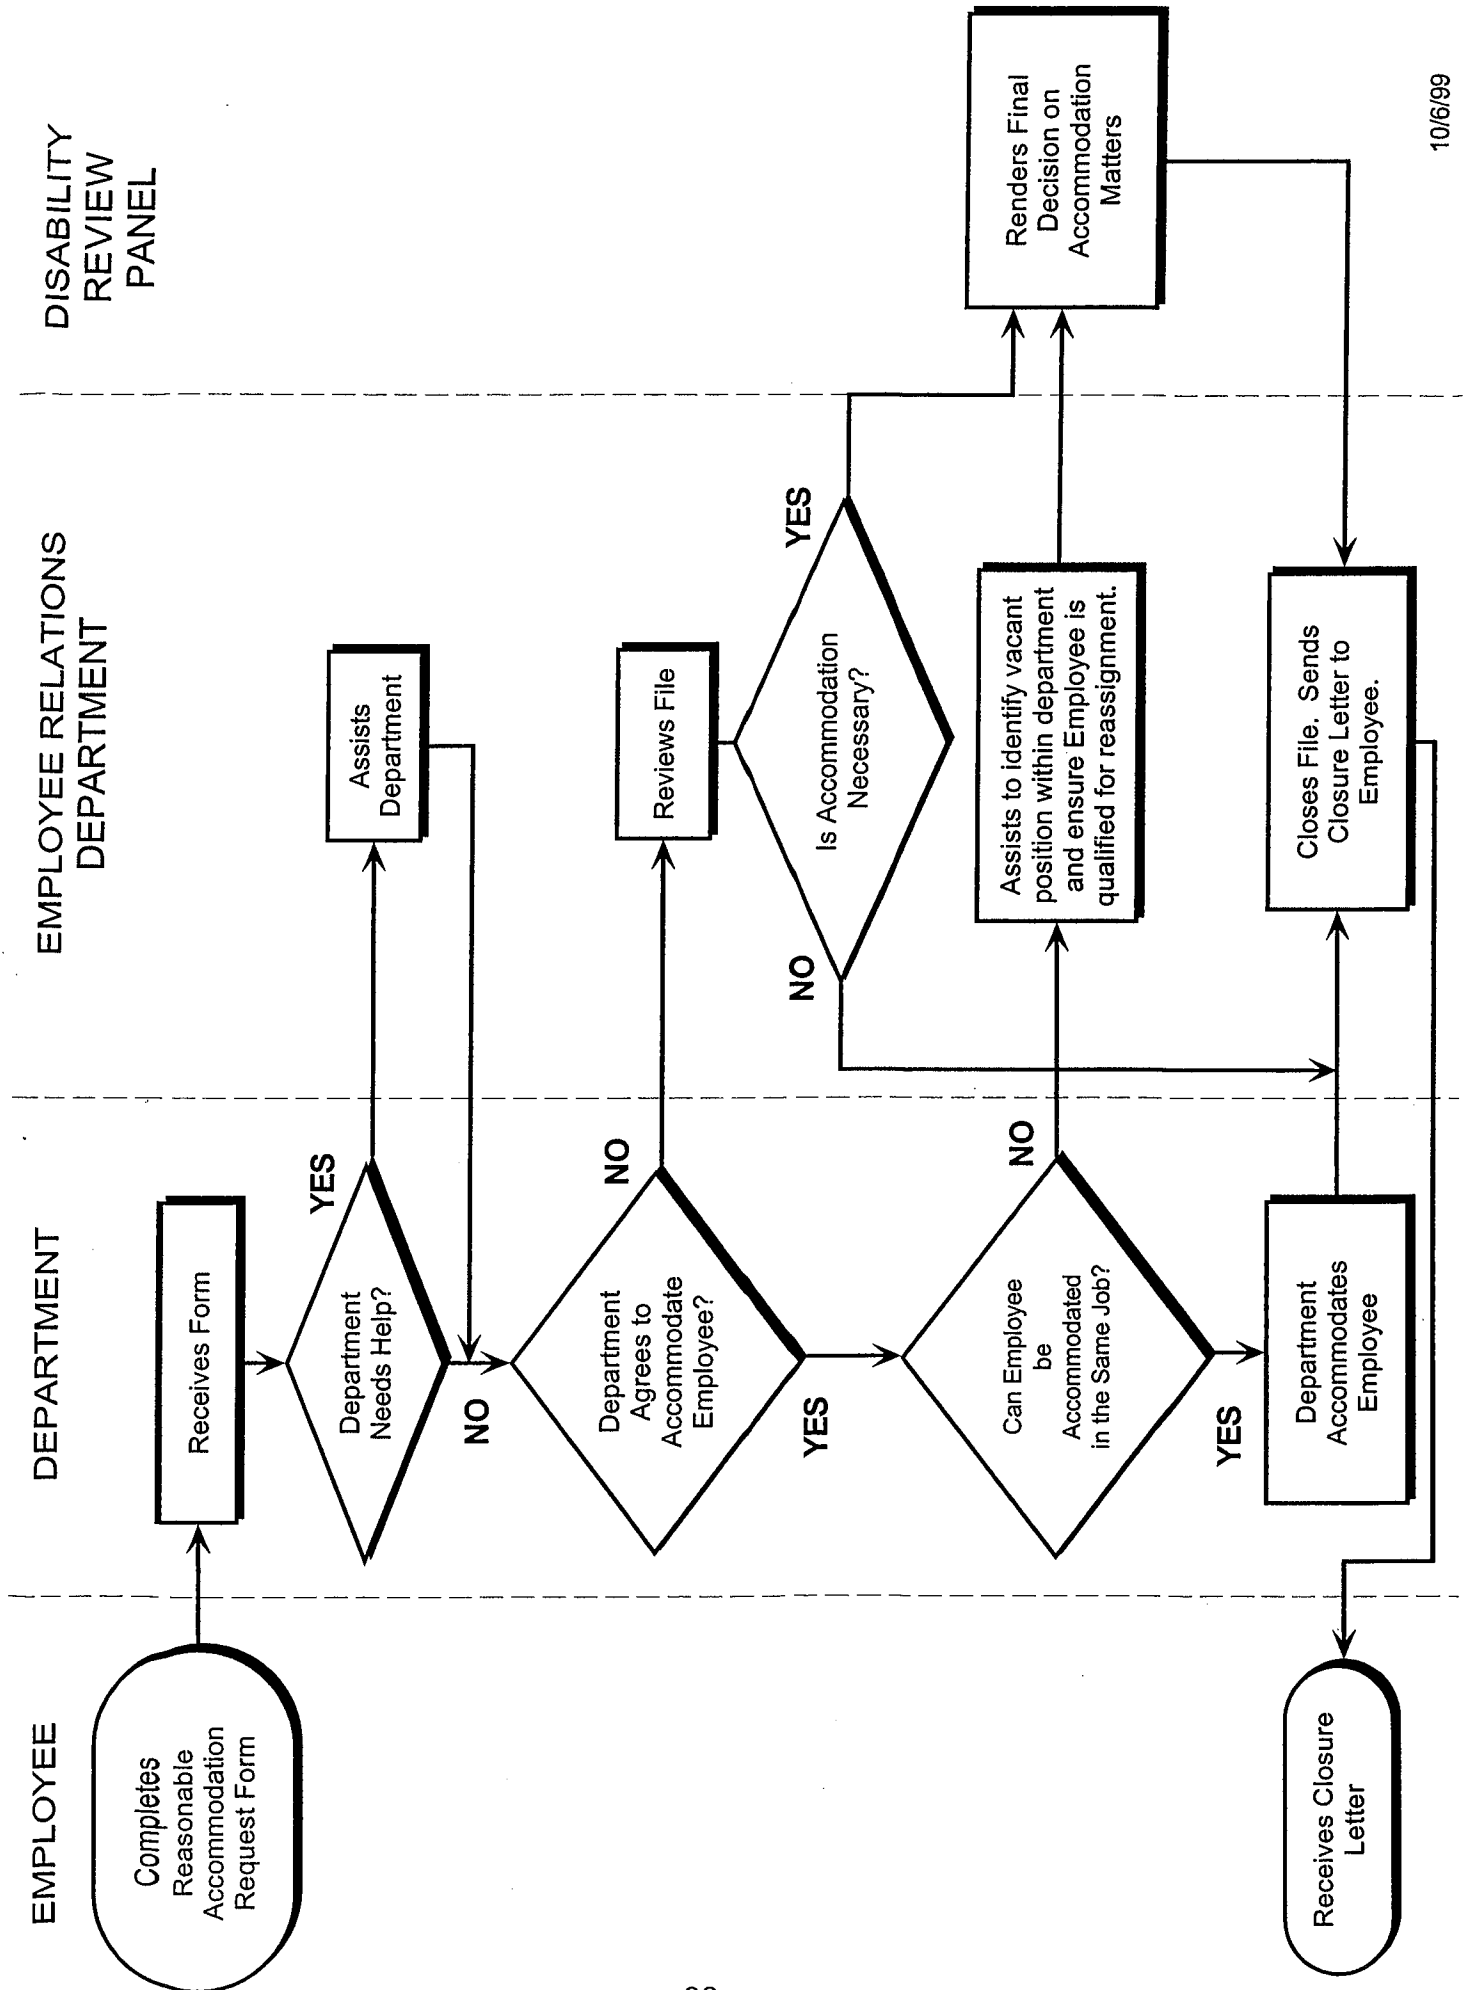 EMPLOYEE
DEPARTMENT
EMPLOYEE RELATIONS
DEPARTMENT
DISABILITY
REVIEW
PANEL
Completes
Reasonable
Accommodation
Request Form
Receives Form
Department
Needs Help?
YES
NO
Assists
Department
Department
Agrees to
Accommodate
Employee?
NO
YES
Reviews File
Is Accommodation
Necessary?
NO
YES
Can Employee
be
Accommodated
in the Same Job?
NO
YES
Assists to identify vacant
position within department
and ensure Employee is
qualified for reassignment.
Renders Final
Decision on
Accommodation
Matters
Department
Accommodates
Employee
Closes File. Sends
Closure Letter to
Employee.
Receives Closure
Letter
10/6/99